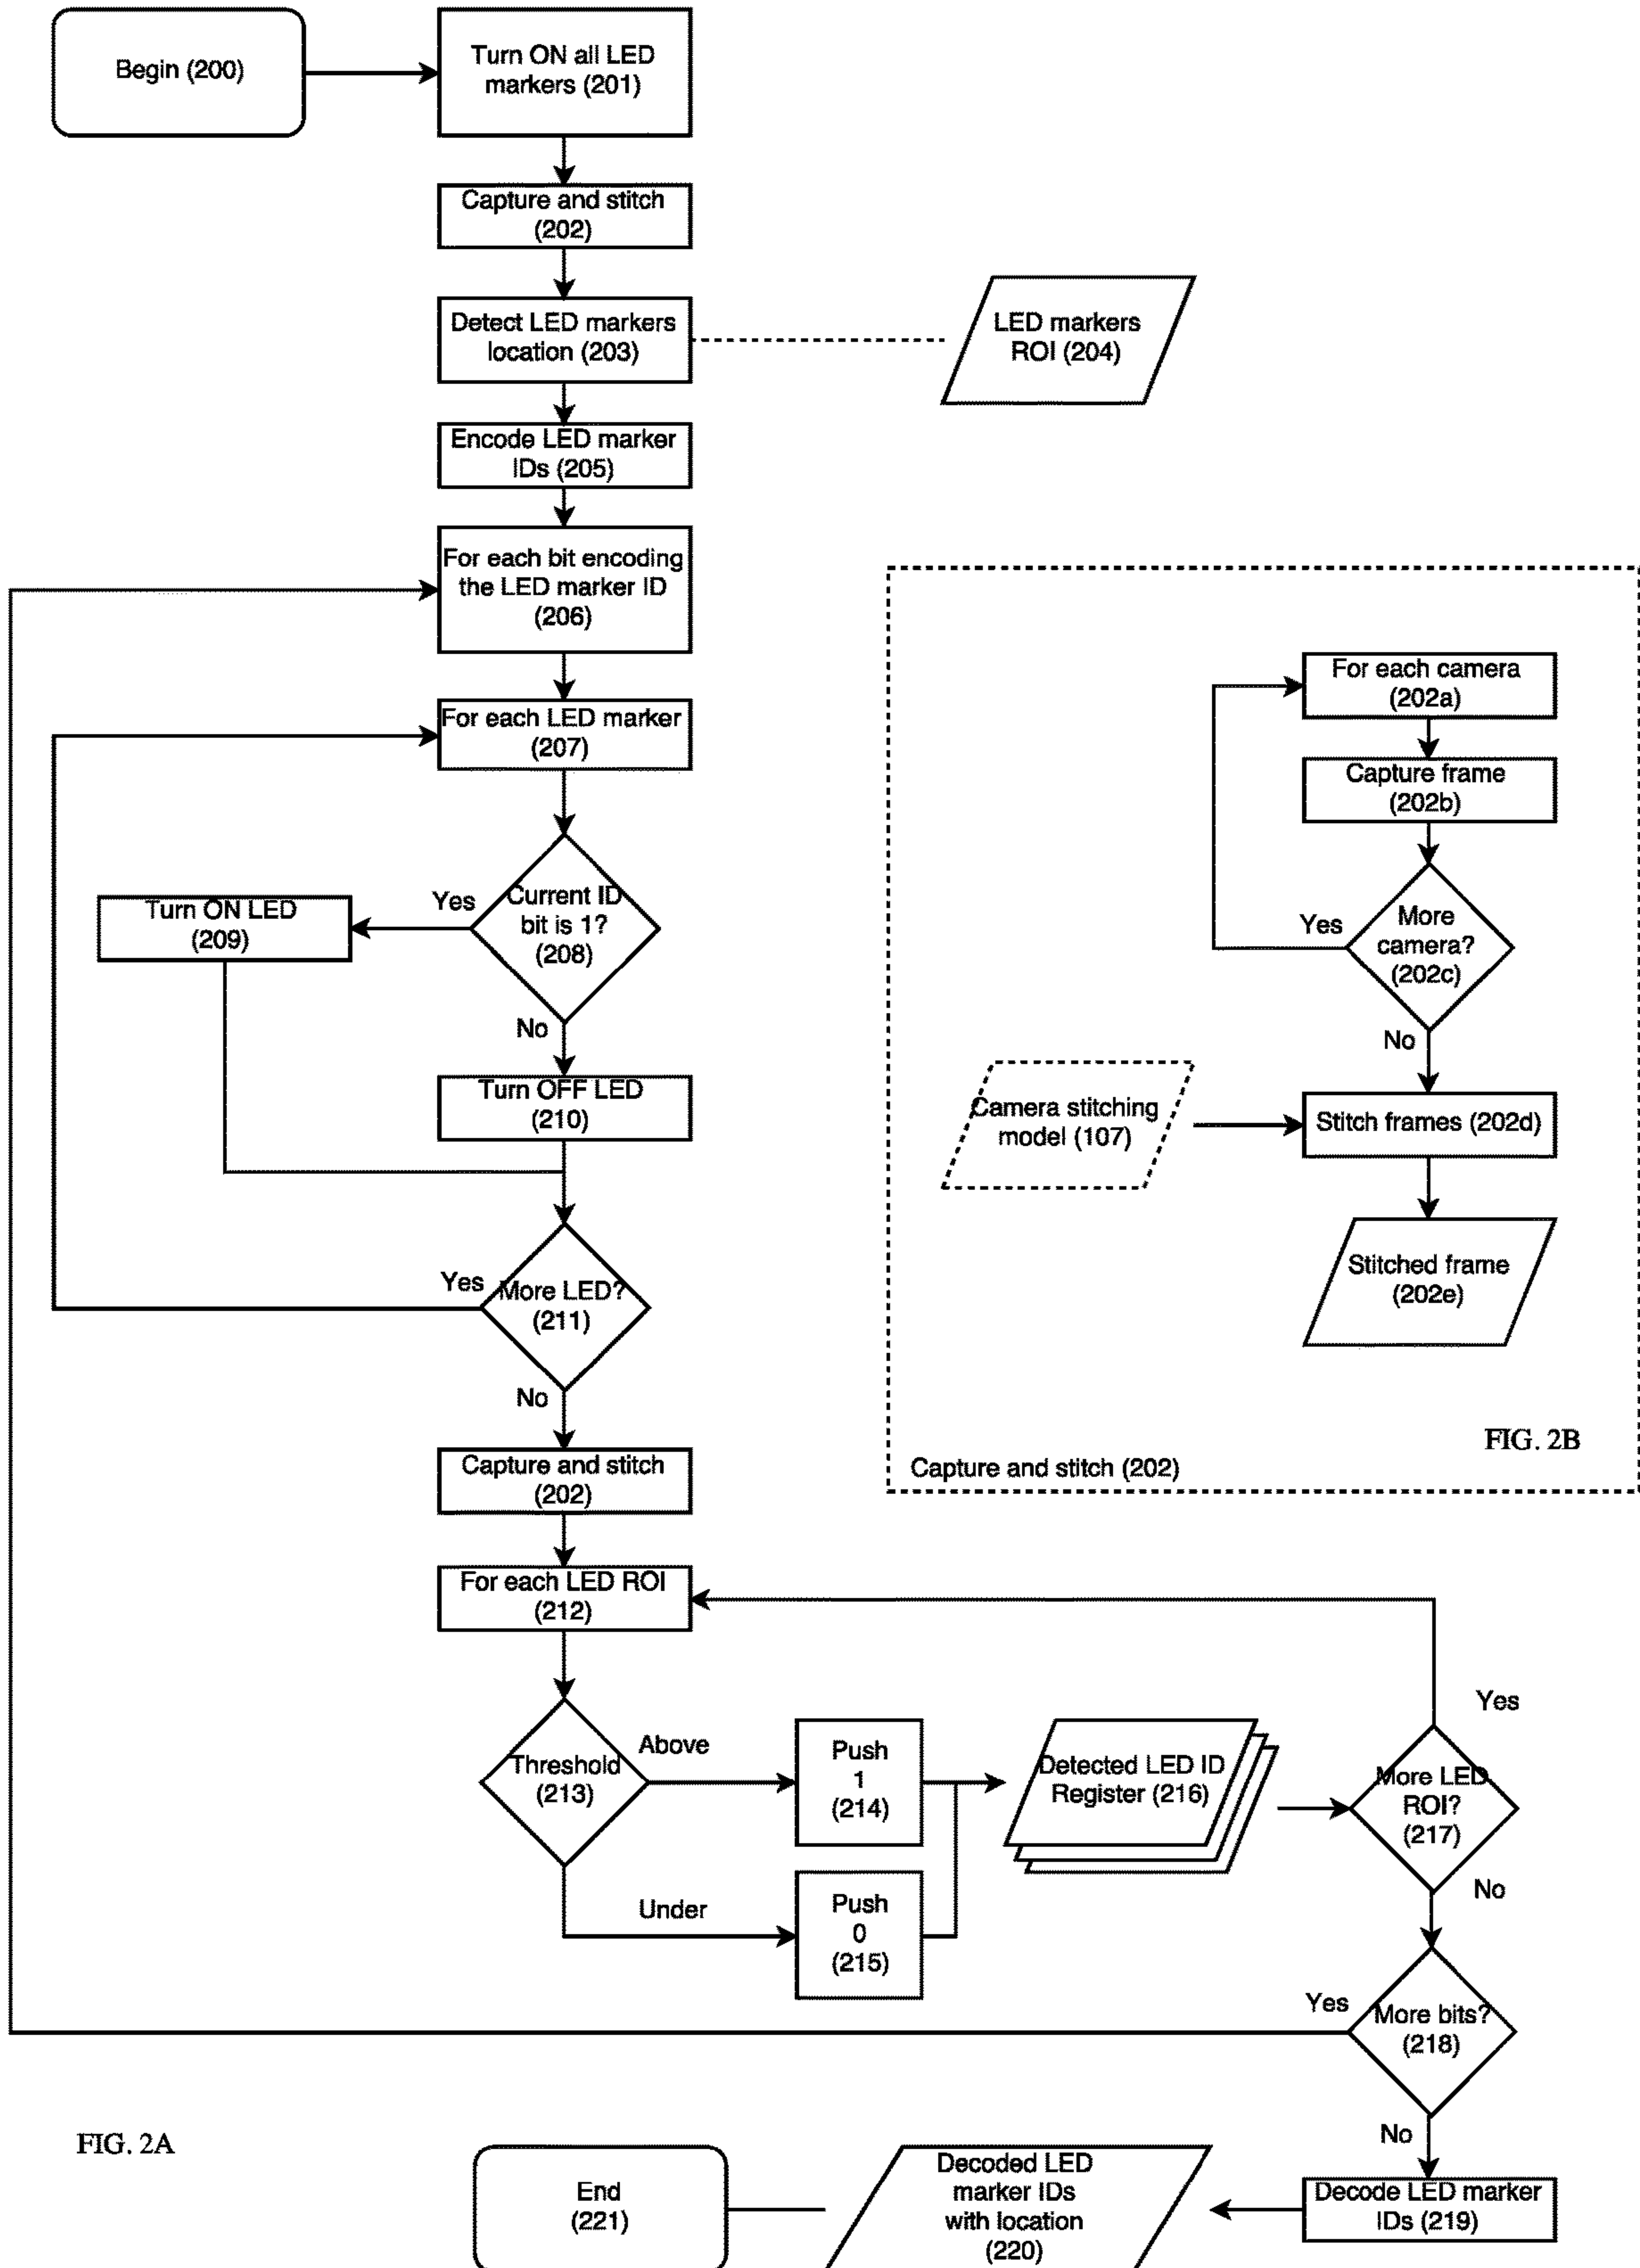 Begin (200)
Turn ON all LED
markers (201)
Capture and stitch
(202)
Detect LED markers
location (203)
LED markers
ROI (204)
Encode LED marker
IDs (205)
For each bit encoding
the LED marker ID
(206)
For each LED marker
(207)
Current ID
bit is 1?
(208)
Yes
Turn ON LED
(209)
No
Turn OFF LED
(210)
Yes
More LED?
(211)
No
Capture and stitch
(202)
For each camera
(202a)
Capture frame
(202b)
More
camera?
(202c)
Yes
No
Camera stitching
model (107)
Stitch frames (202d)
Stitched frame
(202e)
FIG. 2B
Capture and stitch (202)
For each LED ROI
(212)
Threshold
(213)
Above
Push
1
(214)
Under
Push
0
(215)
Detected LED ID
Register (216)
Yes
More LED
ROI?
(217)
No
Yes
More bits?
(218)
No
Decode LED marker
IDs (219)
Decoded LED
marker IDs
with location
(220)
End
(221)
FIG. 2A